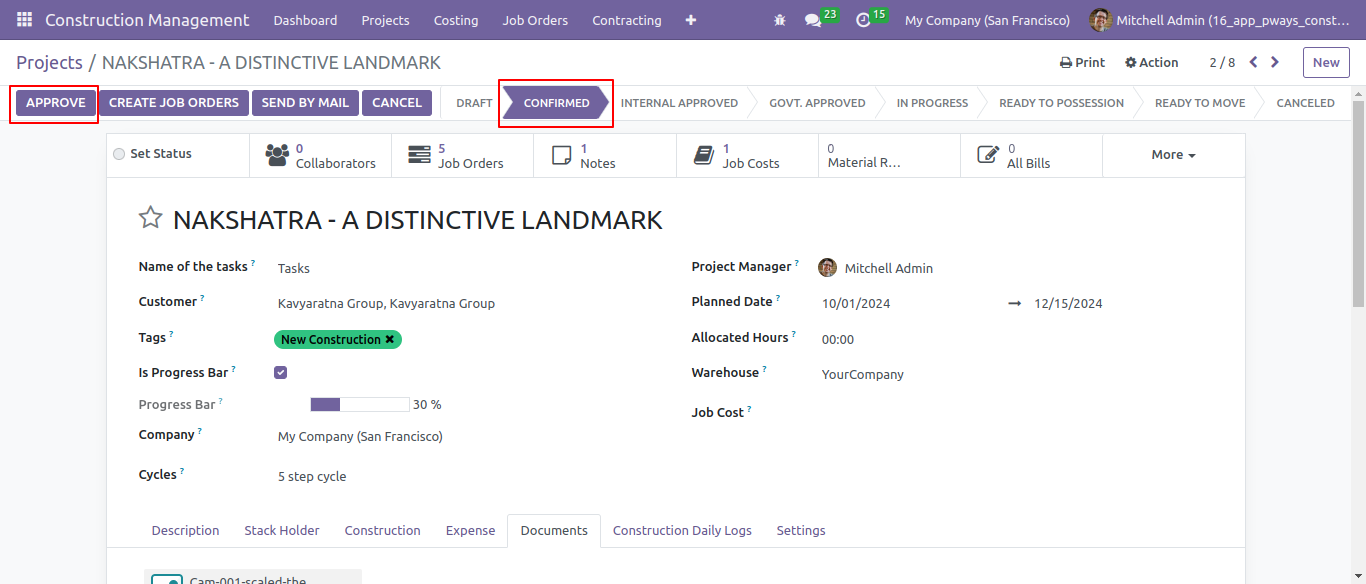 Construction Management Dashboard Projects Costing Job Orders Contracting + 23 15 My Company (San Francisco) Mitchell Admin (16_app_pways_const...
Projects / NAKSHATRA - A DISTINCTIVE LANDMARK Print Action 2 / 8 New
APPROVE CREATE JOB ORDERS SEND BY MAIL CANCEL DRAFT CONFIRMED INTERNAL APPROVED GOVT. APPROVED IN PROGRESS READY TO POSSESSION READY TO MOVE CANCELED
Set Status 0 Collaborators 5 Job Orders 1 Notes 1 Job Costs 0 Material R... 0 All Bills More
NAKSHATRA - A DISTINCTIVE LANDMARK
Name of the tasks ? Tasks Project Manager ? Mitchell Admin
Customer ? Kavyaratna Group, Kavyaratna Group Planned Date ? 10/01/2024 → 12/15/2024
Tags ? New Construction ✖ Allocated Hours ? 00:00
Is Progress Bar ? Warehouse ? YourCompany
Progress Bar ? 30 % Job Cost ?
Company ? My Company (San Francisco)
Cycles ? 5 step cycle
Description Stack Holder Construction Expense Documents Construction Daily Logs Settings
Cam-001-scaled-the